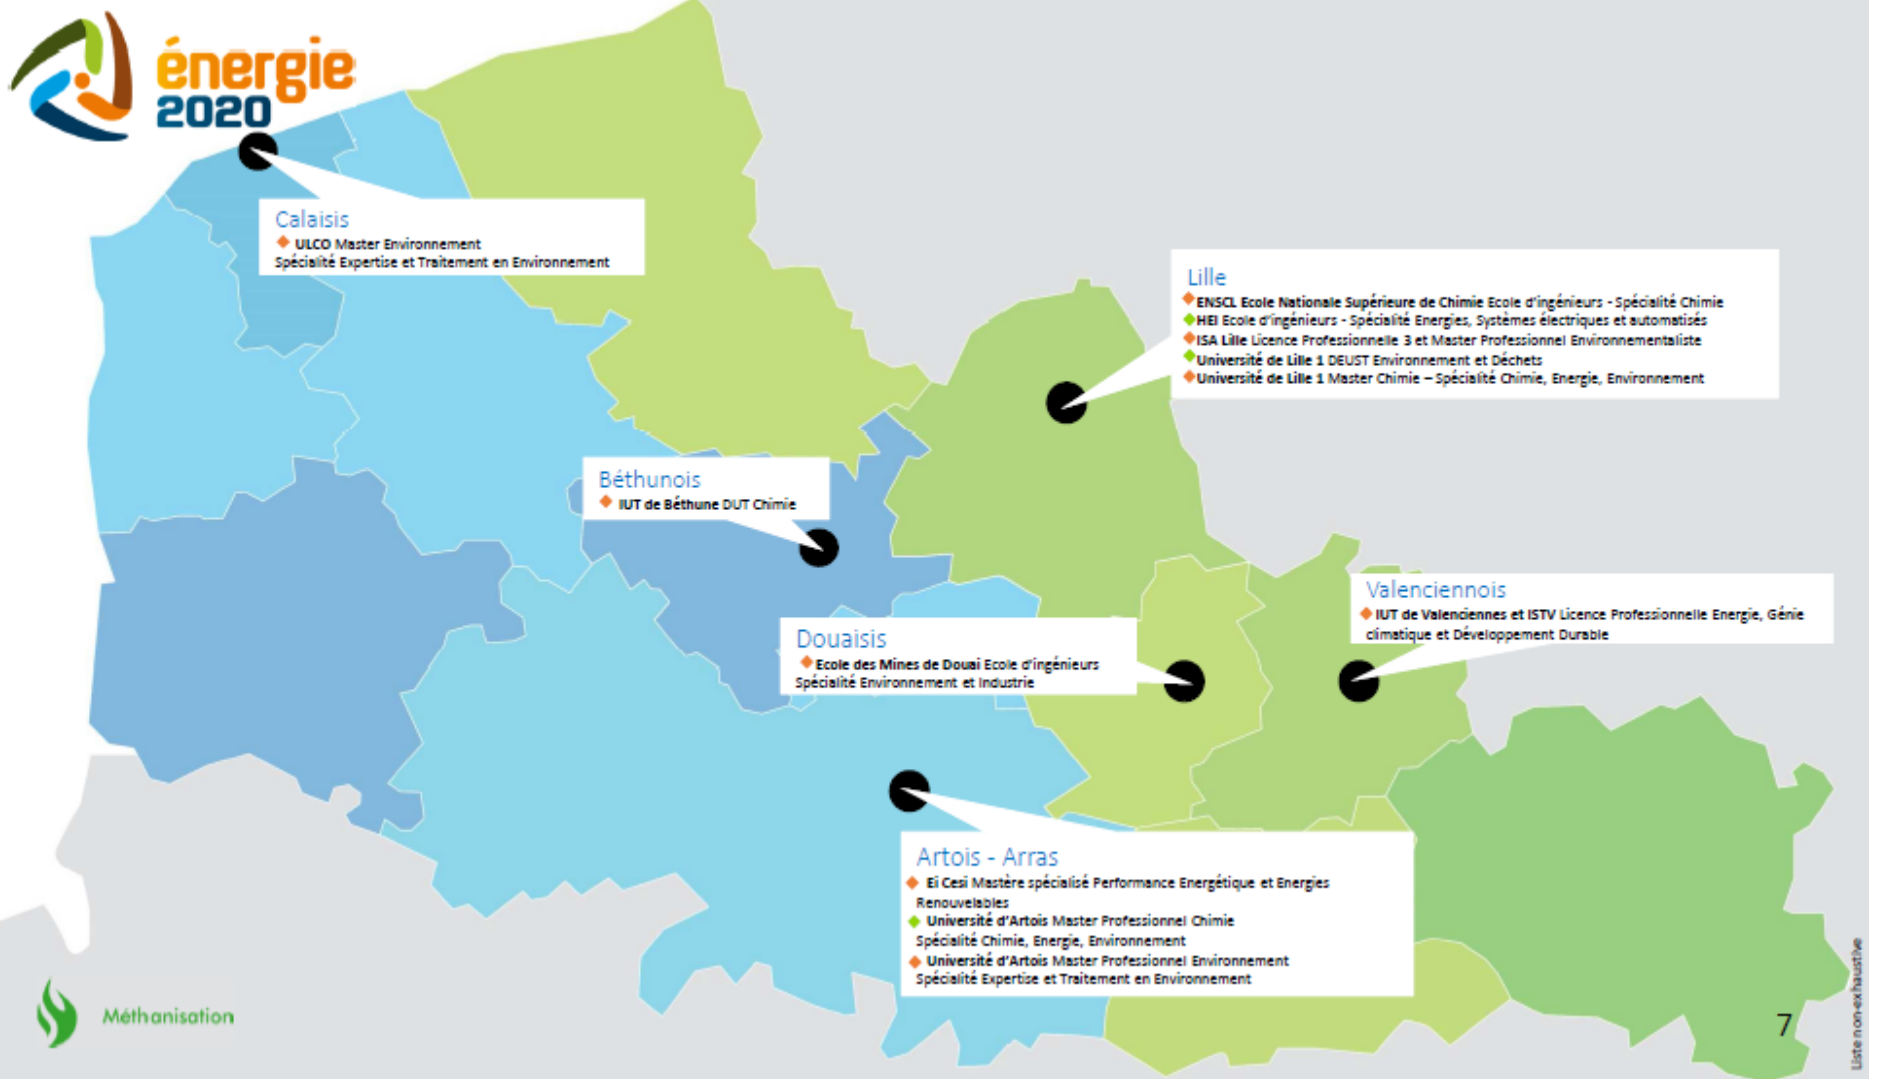 énergie
2020
Calaisis
ULCO Master Environnement
Spécialité Expertise et Traitement en Environnement
Lille
ENSCL Ecole Nationale Supérieure de Chimie Ecole d'ingénieurs - Spécialité Chimie
HEI Ecole d'ingénieurs - Spécialité Energies, Systèmes électriques et automatisés
ISA Lille Licence Professionnelle 3 et Master Professionnel Environnementaliste
Université de Lille 1 DEUST Environnement et Déchets
Université de Lille 1 Master Chimie – Spécialité Chimie, Energie, Environnement
Béthunois
IUT de Béthune DUT Chimie
Valenciennois
IUT de Valenciennes et ISTV Licence Professionnelle Energie, Génie
climatique et Développement Durable
Douaisis
Ecole des Mines de Douai Ecole d'ingénieurs
Spécialité Environnement et Industrie
Artois - Arras
Ei Cesi Mastère spécialisé Performance Energétique et Energies
Renouvelables
Université d'Artois Master Professionnel Chimie
Spécialité Chimie, Energie, Environnement
Université d'Artois Master Professionnel Environnement
Spécialité Expertise et Traitement en Environnement
Méthanisation
7
Liste non-exhaustive